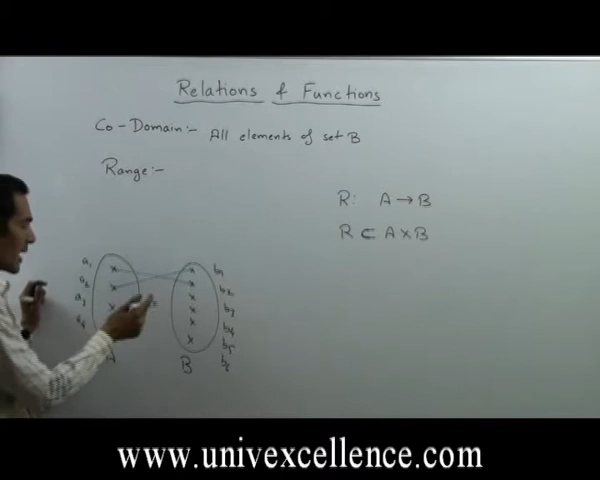 Relations & Functions
Co-Domain:- All elements of set B
Range:-
R: A → B
R ⊂ A × B
a1
a2
a3
a4
b1
b2
b3
b4
b5
b6
A
B
www.univexcellence.com